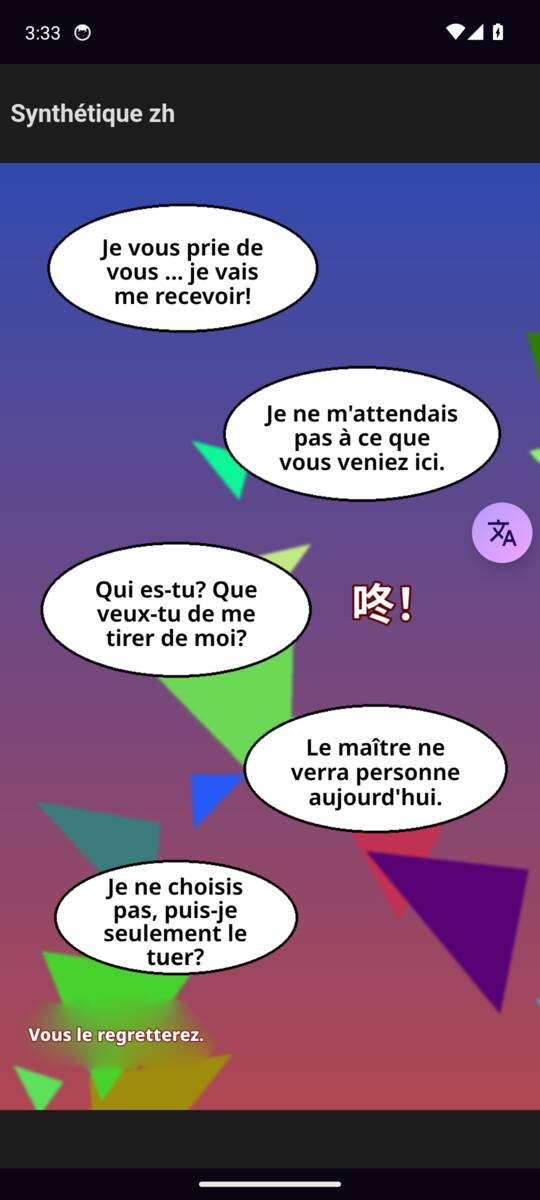 3:33
Synthétique zh
Je vous prie de
vous ... je vais
me recevoir!
Je ne m'attendais
pas à ce que
vous veniez ici.
Qui es-tu? Que
veux-tu de me
tirer de moi?
咚!
Le maître ne
verra personne
aujourd'hui.
Je ne choisis
pas, puis-je
seulement le
tuer?
Vous le regretterez.